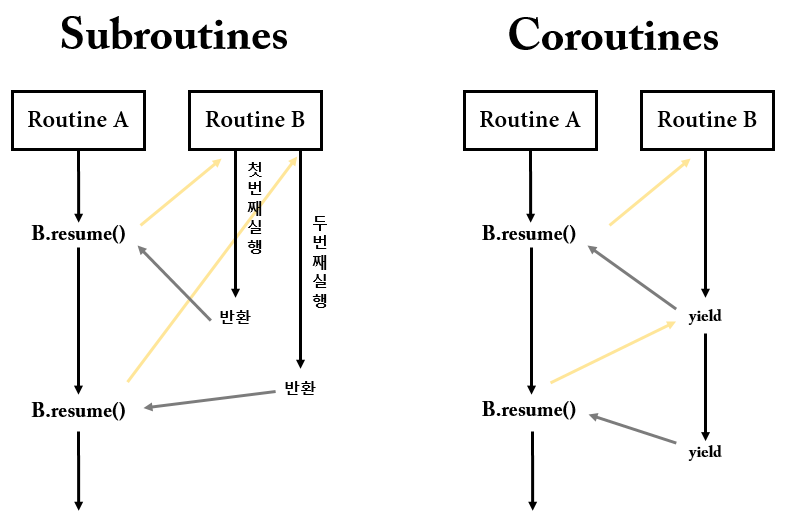 Subroutines
Routine A
Routine B
첫번째실행
두번째실행
B.resume()
반환
반환
B.resume()
Coroutines
Routine A
Routine B
B.resume()
yield
B.resume()
yield